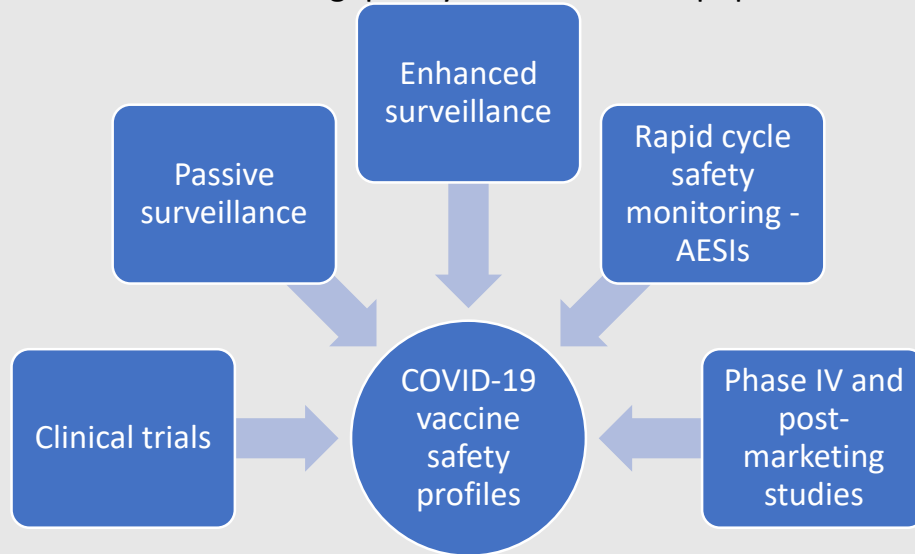 Enhanced
surveillance
Passive
surveillance
Rapid cycle
safety
monitoring -
AESIs
Clinical trials
COVID-19
vaccine
safety
profiles
Phase IV and
post-
marketing
studies